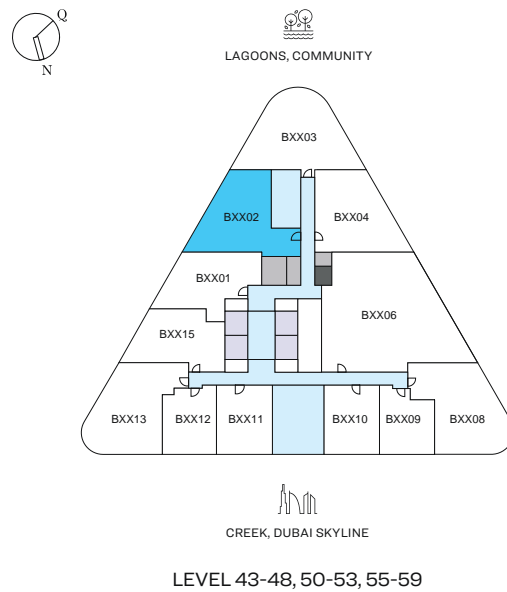 Q
N
LAGOONS, COMMUNITY
BXX03
BXX02
BXX04
BXX01
BXX06
BXX15
BXX13
BXX12
BXX11
BXX10
BXX09
BXX08
CREEK, DUBAI SKYLINE
LEVEL 43-48, 50-53, 55-59